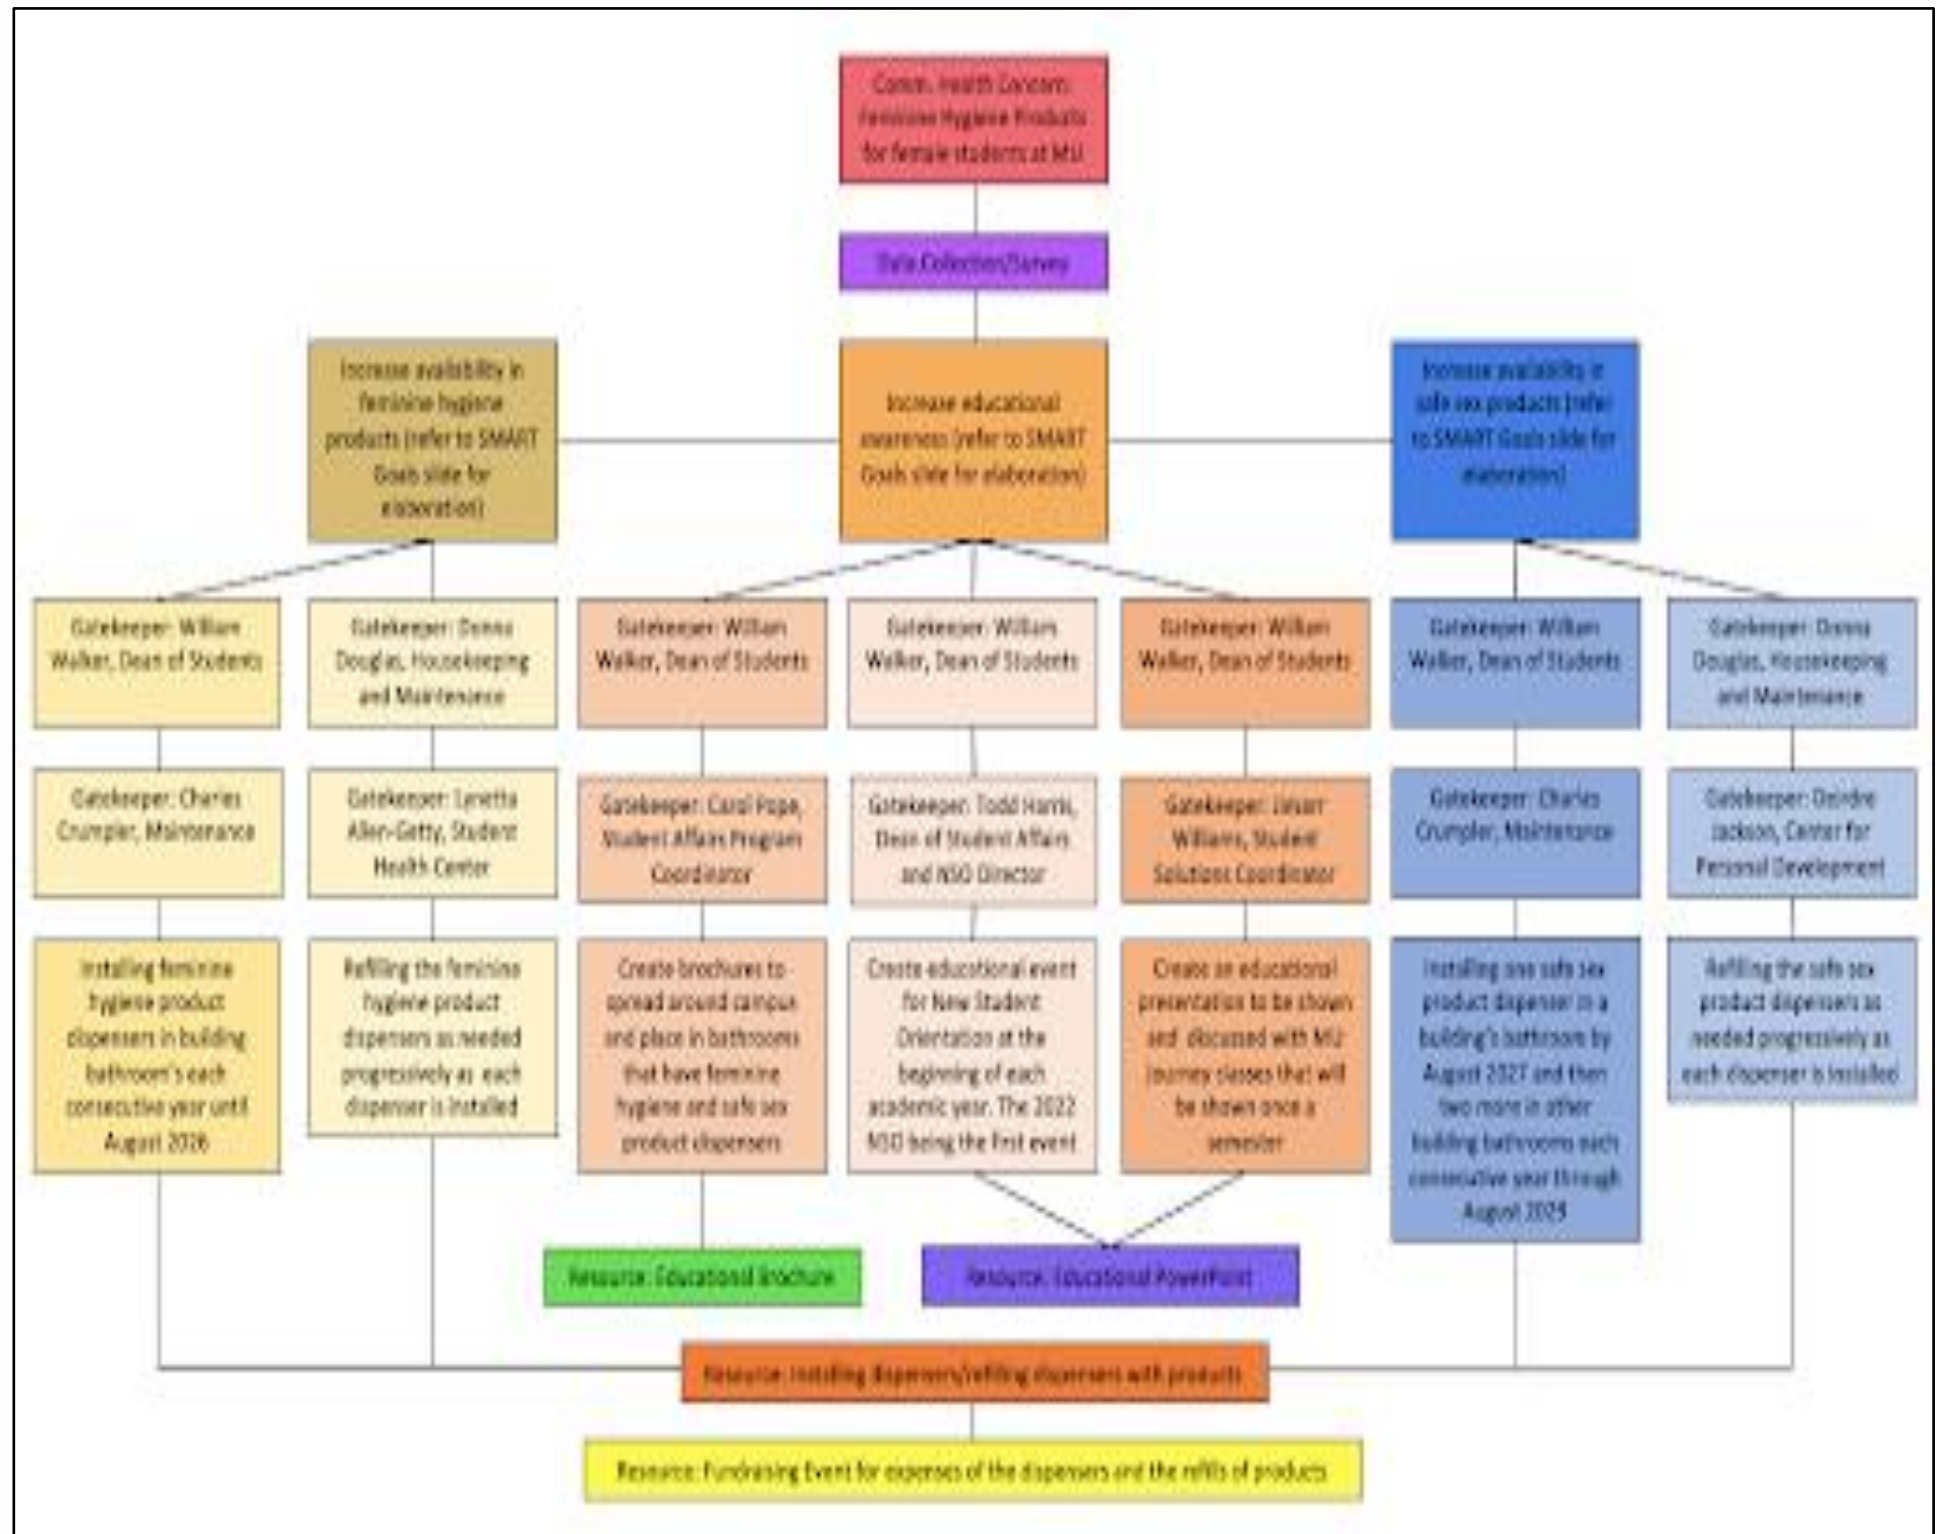 Comm. Health Concern:
Feminine Hygiene Products
for female students at MU
Data Collection/Survey
Increase availability in
feminine hygiene
products (refer to SMART
Goals slide for
elaboration)
Increase educational
awareness (refer to SMART
Goals slide for elaboration)
Increase availability in
safe sex products (refer
to SMART Goals slide for
elaboration)
Gatekeeper: William
Walker, Dean of Students
Gatekeeper: Donna
Douglas, Housekeeping
and Maintenance
Gatekeeper: William
Walker, Dean of Students
Gatekeeper: William
Walker, Dean of Students
Gatekeeper: William
Walker, Dean of Students
Gatekeeper: William
Walker, Dean of Students
Gatekeeper: Donna
Douglas, Housekeeping
and Maintenance
Gatekeeper: Charles
Crumpler, Maintenance
Gatekeeper: Lynetta
Allen-Getty, Student
Health Center
Gatekeeper: Carol Pope,
Student Affairs Program
Coordinator
Gatekeeper: Todd Harris,
Dean of Student Affairs
and NSO Director
Gatekeeper:
Williams, Student
Solutions Coordinator
Gatekeeper: Charles
Crumpler, Maintenance
Gatekeeper: Deirdre
Jackson, Center for
Personal Development
Installing feminine
hygiene product
dispensers in building
bathroom's each
consecutive year until
August 2026
Refilling the feminine
hygiene product
dispensers as needed
progressively as each
dispenser is installed
Create brochures to
spread around campus
and place in bathrooms
that have feminine
hygiene and safe sex
product dispensers
Create educational event
for New Student
Orientation at the
beginning of each
academic year. The 2022
NSO being the first event
Create an educational
presentation to be shown
and discussed with MU
Journey classes that will
be shown once a
semester
Installing one safe sex
product dispenser in a
building's bathroom by
August 2027 and then
two more in other
building bathrooms each
consecutive year through
August 2029
Refilling the safe sex
product dispensers as
needed progressively as
each dispenser is installed
Resource: Educational Brochure
Resource: Educational PowerPoint
Resource: Installing dispensers/refilling dispensers with products
Resource: Fundraising Event for expenses of the dispensers and the refills of products